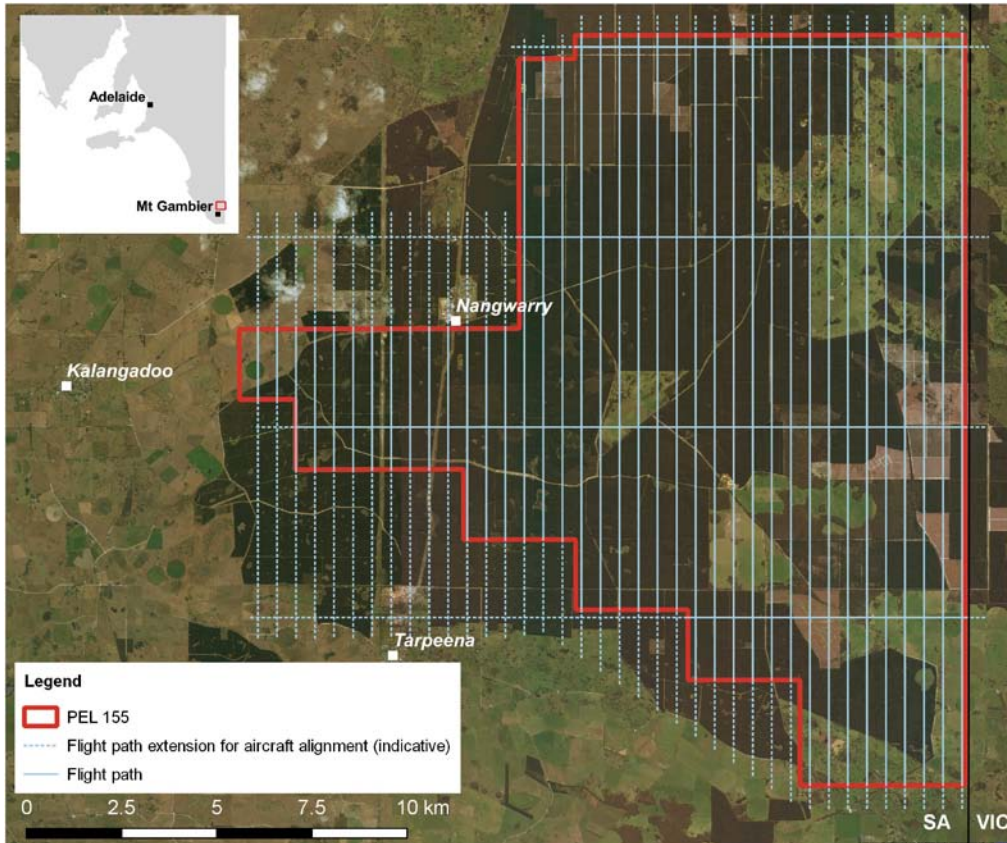 Adelaide
Mt Gambier
Nangwarry
Kalangadoo
Tarpeena
Legend
PEL 155
Flight path extension for aircraft alignment (indicative)
Flight path
0 2.5 5 7.5 10 km
SA VIC